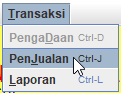 Transaksi
PengaDaan Ctrl-D
PenJualan Ctrl-J
Laporan Ctrl-L